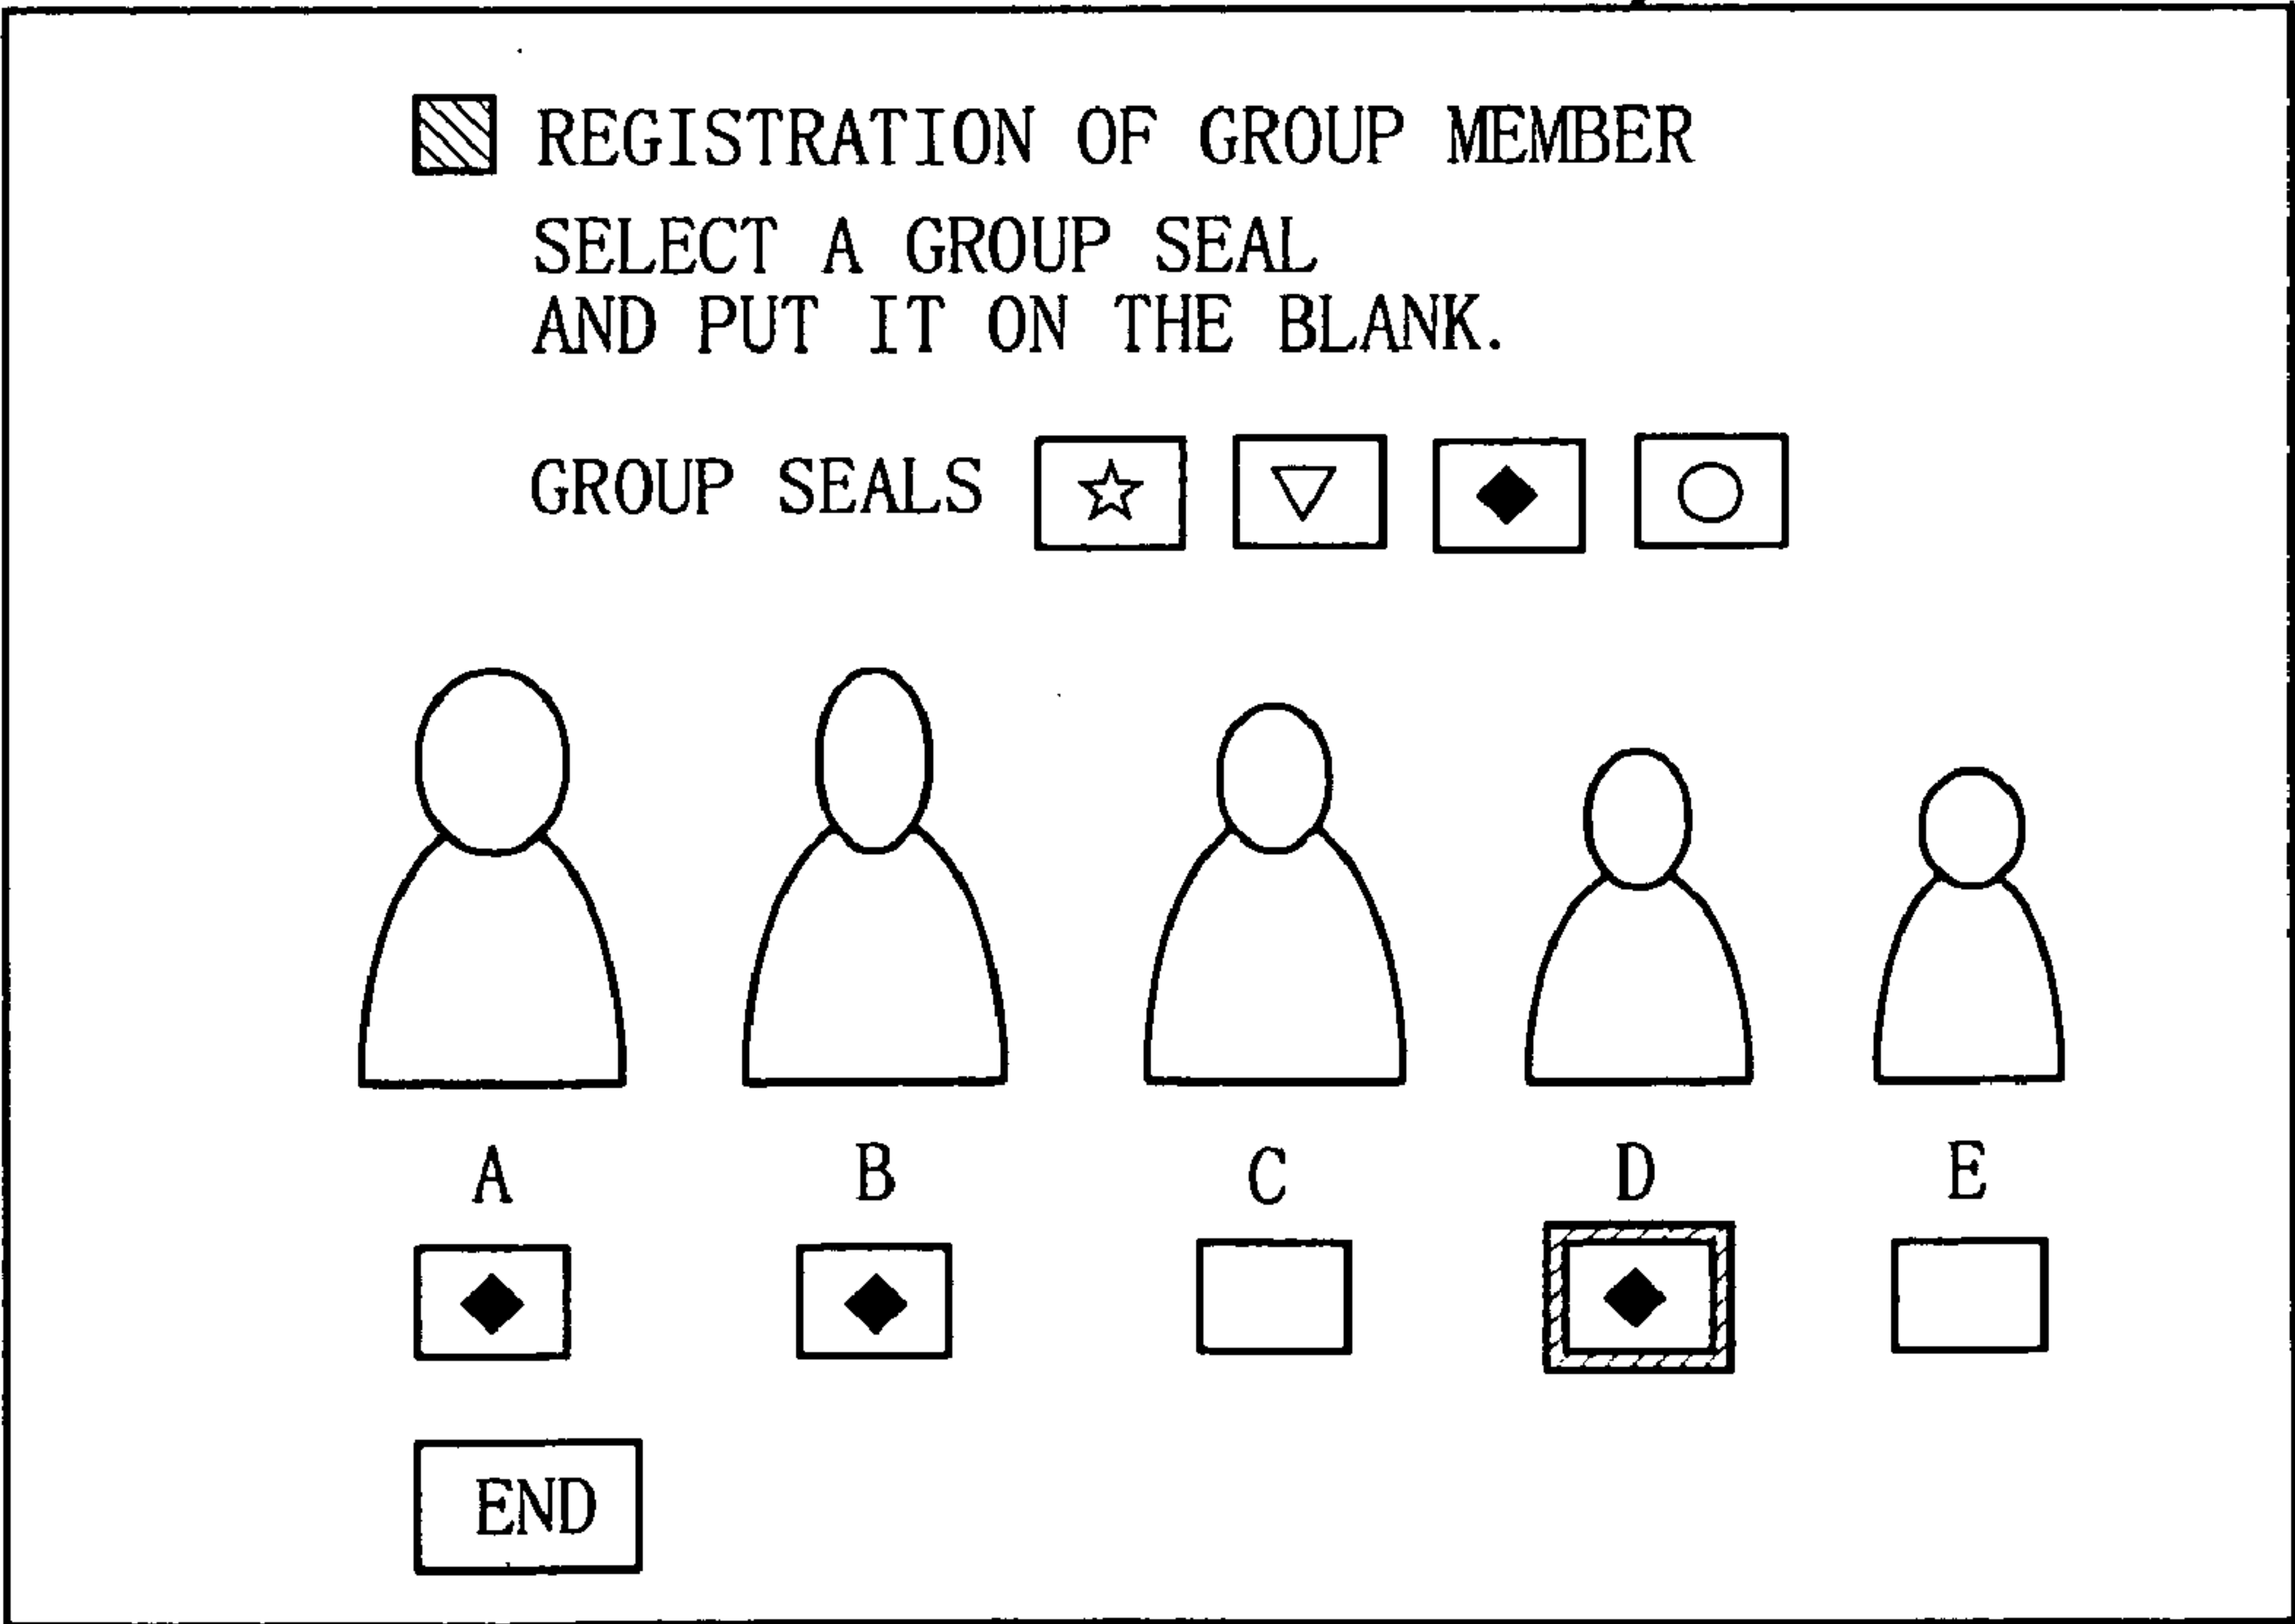 REGISTRATION OF GROUP MEMBER
SELECT A GROUP SEAL
AND PUT IT ON THE BLANK.
GROUP SEALS
A B C D E
END